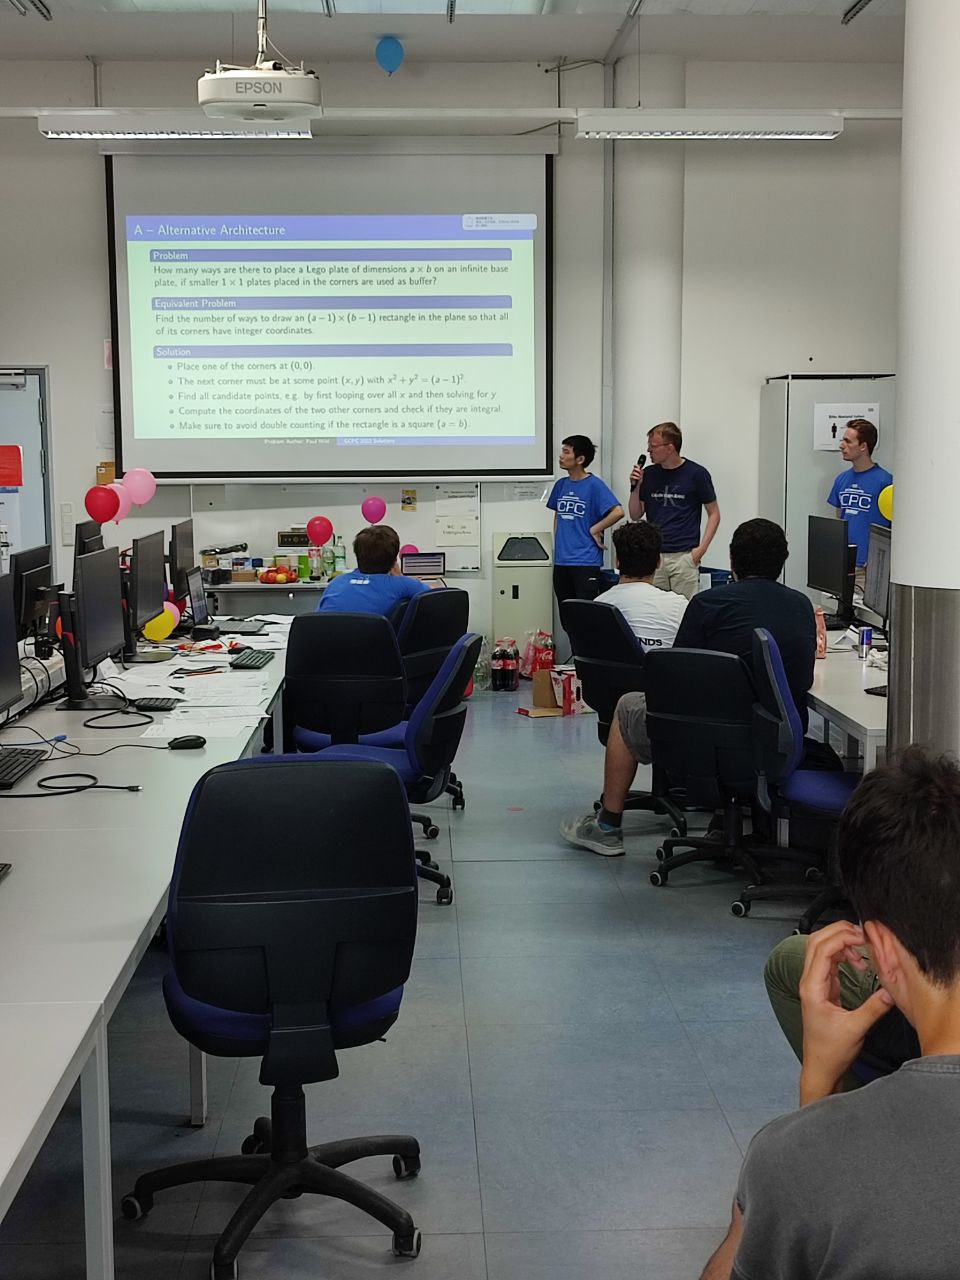 EPSON
A – Alternative Architecture
Problem
How many ways are there to place a Lego plate of dimensions a × b on an infinite base
plate, if smaller 1 × 1 plates placed in the corners are used as buffer?
Equivalent Problem
Find the number of ways to draw an (a − 1) × (b − 1) rectangle in the plane so that all
of its corners have integer coordinates.
Solution
Place one of the corners at (0, 0).
The next corner must be at some point (x, y) with x² + y² = (a − 1)².
Find all candidate points, e.g. by first looping over all x and then solving for y.
Compute the coordinates of the two other corners and check if they are integral.
Make sure to avoid double counting if the rectangle is a square (a = b).
Problem Author: Paul Wild
GCPC 2022 Solutions
Bitte Abstand halten
CPC
K
CPC
WC